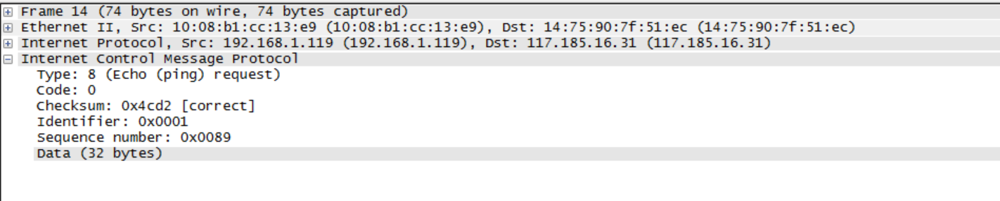 Frame 14 (74 bytes on wire, 74 bytes captured)
Ethernet II, Src: 10:08:b1:cc:13:e9 (10:08:b1:cc:13:e9), Dst: 14:75:90:7f:51:ec (14:75:90:7f:51:ec)
Internet Protocol, Src: 192.168.1.119 (192.168.1.119), Dst: 117.185.16.31 (117.185.16.31)
Internet Control Message Protocol
Type: 8 (Echo (ping) request)
Code: 0
Checksum: 0x4cd2 [correct]
Identifier: 0x0001
Sequence number: 0x0089
Data (32 bytes)